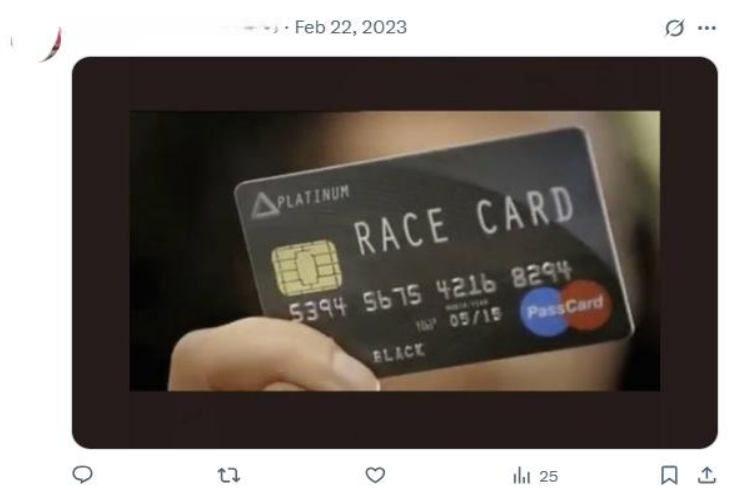 · Feb 22, 2023
PLATINUM
RACE CARD
5394 5675 4216 8294
05/15
PassCard
BLACK
25